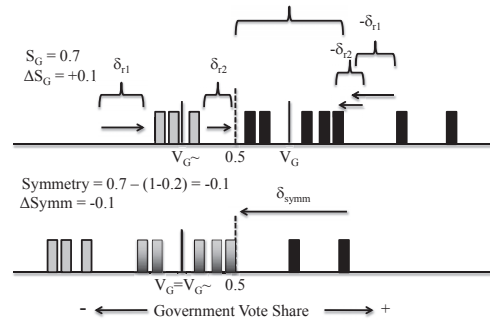 S_G = 0.7
ΔS_G = +0.1
δ_r1
δ_r2
-δ_r1
-δ_r2
V_G~
0.5
V_G
Symmetry = 0.7 – (1-0.2) = -0.1
ΔSymm = -0.1
δ_symm
V_G=V_G~
0.5
- Government Vote Share +